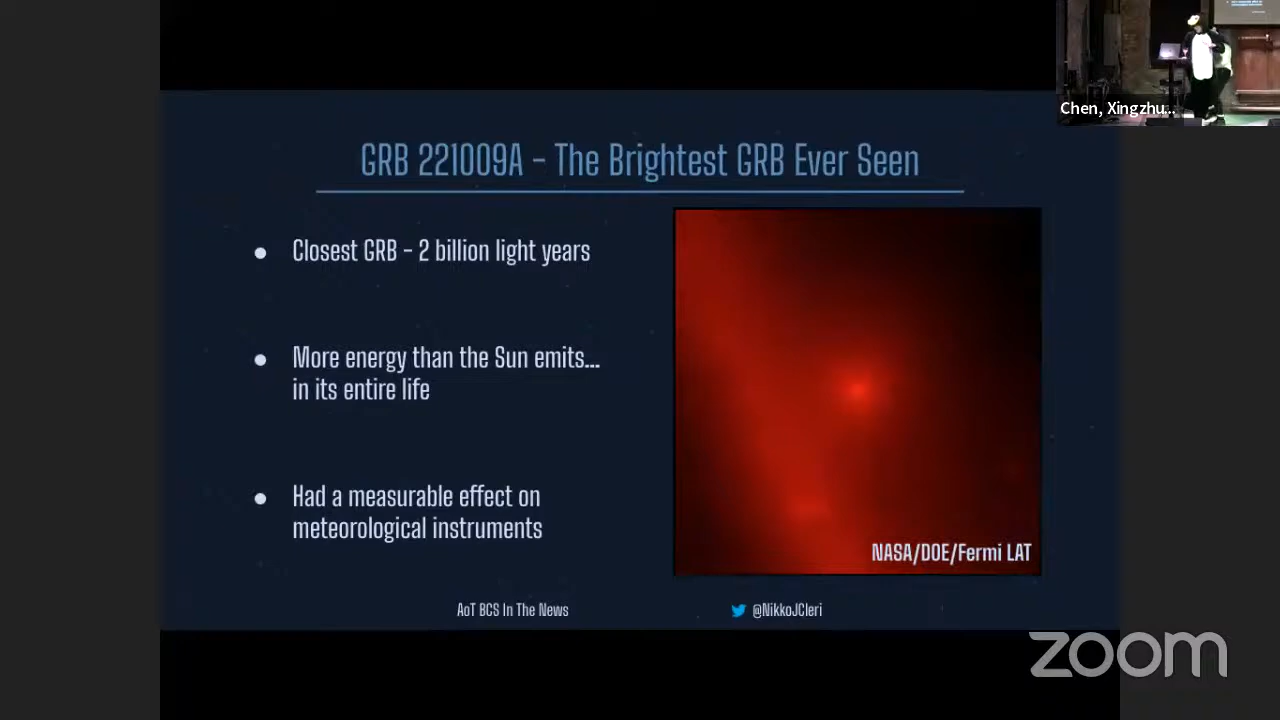 Chen, Xingzhu...
GRB 221009A - The Brightest GRB Ever Seen
● Closest GRB - 2 billion light years
● More energy than the Sun emits...
in its entire life
● Had a measurable effect on
meteorological instruments
NASA/DOE/Fermi LAT
AoT BCS In The News
@NikkoJCleri
zoom